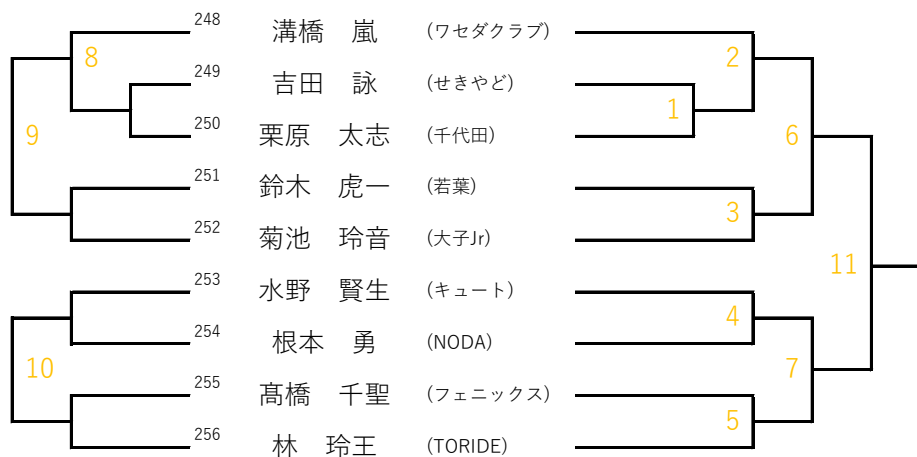 248 溝橋 嵐 (ワセダクラブ)
8 2
249 吉田 詠 (せきやど)
1
250 栗原 太志 (千代田)
9 6
251 鈴木 虎一 (若葉)
3
252 菊池 玲音 (大子Jr)
11
253 水野 賢生 (キュート)
4
254 根本 勇 (NODA)
10 7
255 髙橋 千聖 (フェニックス)
5
256 林 玲王 (TORIDE)